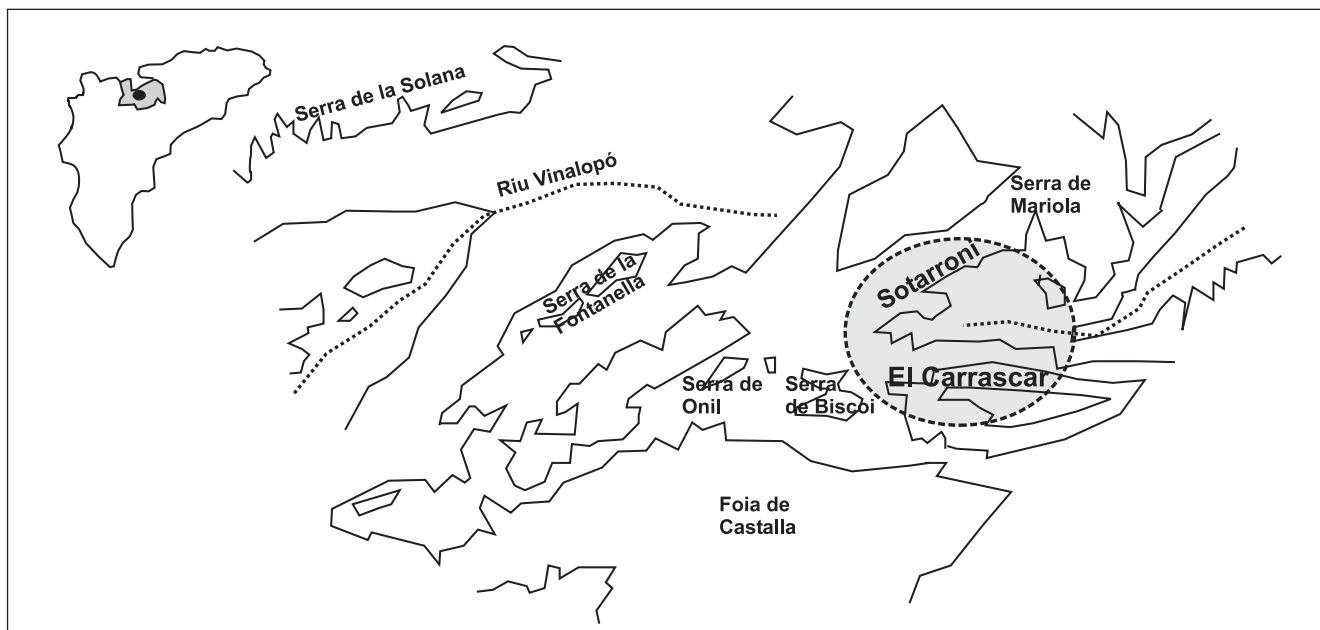 Serra de la Solana
Riu Vinalopó
Serra de
Mariola
Sotarroni
Serra de la
Fontanella
El Carrascar
Serra de
Onil
Serra
de Biscoi
Foia de
Castalla